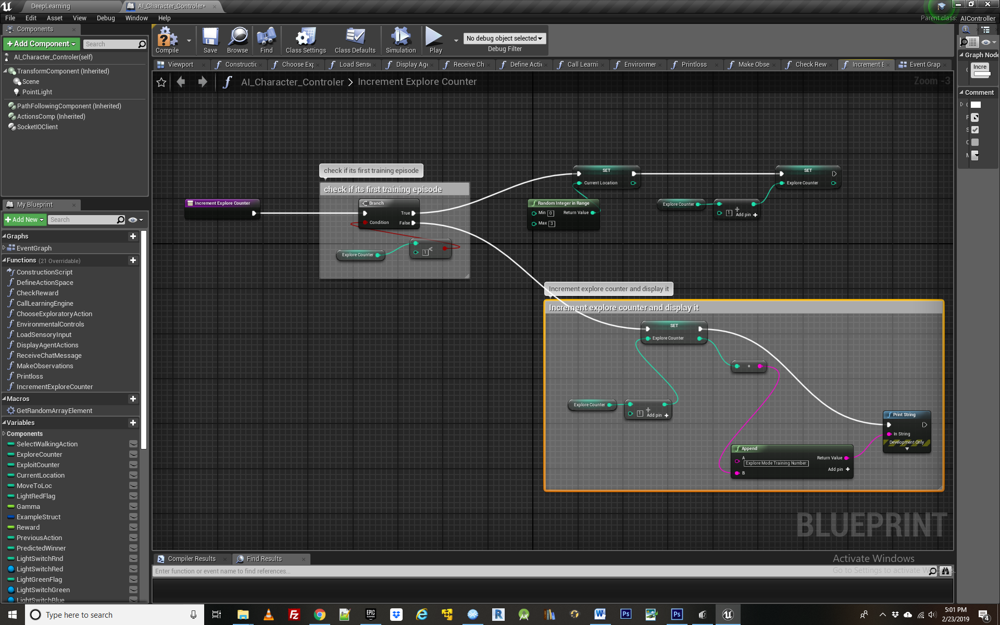 DeepLearning
AI_Character_Controler*
File Edit Asset View Debug Window Help
Parent class: AIController
Components
+Add Component
Search
AI_Character_Controler(self)
TransformComponent (Inherited)
Scene
PointLight
PathFollowingComponent (Inherited)
ActionsComp (Inherited)
SocketIOClient
Compile
Save
Browse
Find
Class Settings
Class Defaults
Simulation
Play
No debug object selected
Debug Filter
Viewport
Constructi
Choose Exp
Load Sens
Display Ag
Receive Ch
Define Acti
Call Learni
Environmer
Printloss
Make Obse
Check Rew
Increment E
Event Grap
AI_Character_Controler > Increment Explore Counter
Zoom -3
My Blueprint
+Add New
Search
Graphs
EventGraph
Functions (21 Overridable)
ConstructionScript
DefineActionSpace
CheckReward
CallLearningEngine
ChooseExploratoryAction
EnvironmentalControls
LoadSensoryInput
DisplayAgentActions
ReceiveChatMessage
MakeObservations
Printloss
IncrementExploreCounter
Macros
GetRandomArrayElement
Variables
Components
SelectWalkingAction
ExploreCounter
ExploitCounter
CurrentLocation
MoveToLoc
LightRedFlag
Gamma
ExampleStruct
Reward
PreviousAction
PredictedWinner
LightSwitchRnd
LightSwitchRed
LightGreenFlag
LightSwitchGreen
LightSwitchBlue
Increment Explore Counter
check if its first training episode
check if its first training episode
Branch
True
Condition
False
Explore Counter
1
<
SET
Current Location
Random Integer in Range
Min 0
Return Value
Max 3
SET
Explore Counter
Explore Counter
1
+
Add pin +
Increment explore counter and display it
Increment explore counter and display it
SET
Explore Counter
Explore Counter
1
+
Add pin +
Append
A
Explore Mode Training Number:
Return Value
Add pin +
B
Print String
In String
Development Only
BLUEPRINT
Graph Node
Incre
Comment
Compiler Results
Find Results
Enter function or event name to find references...
Activate Windows
Go to Settings to activate Windows.
Type here to search
5:01 PM
2/23/2019
4